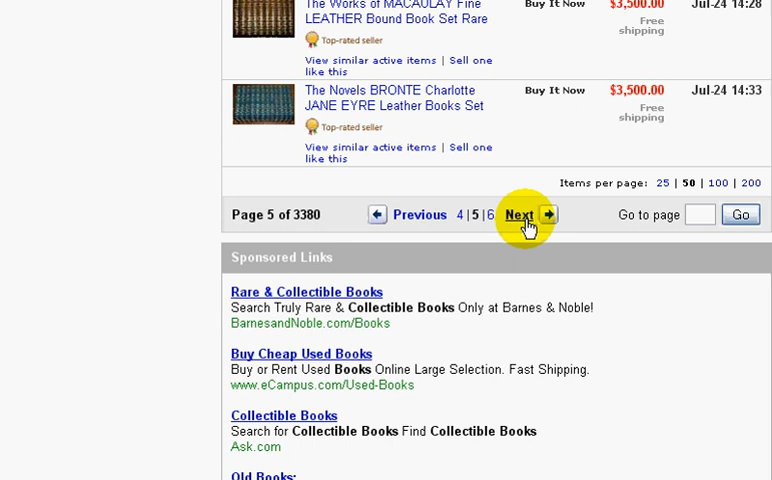 The Works of MACAULAY Fine
LEATHER Bound Book Set Rare
Buy It Now
$3,500.00
Jul-24 14:28
Free
shipping
Top-rated seller
View similar active items | Sell one
like this
The Novels BRONTE Charlotte
JANE EYRE Leather Books Set
Buy It Now
$3,500.00
Jul-24 14:33
Free
shipping
Top-rated seller
View similar active items | Sell one
like this
Items per page: 25 | 50 | 100 | 200
Page 5 of 3380 Previous 4 | 5 | 6 Next Go to page Go
Sponsored Links
Rare & Collectible Books
Search Truly Rare & Collectible Books Only at Barnes & Noble!
BarnesandNoble.com/Books
Buy Cheap Used Books
Buy or Rent Used Books Online Large Selection. Fast Shipping.
www.eCampus.com/Used-Books
Collectible Books
Search for Collectible Books Find Collectible Books
Ask.com
Old Books: